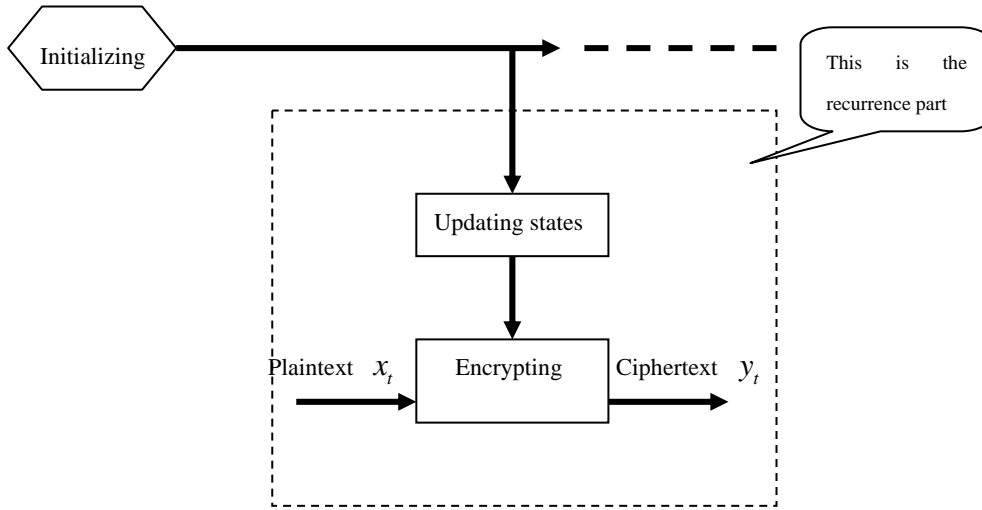 Initializing
This is the
recurrence part
Updating states
Encrypting
Plaintext x_t
Ciphertext y_t